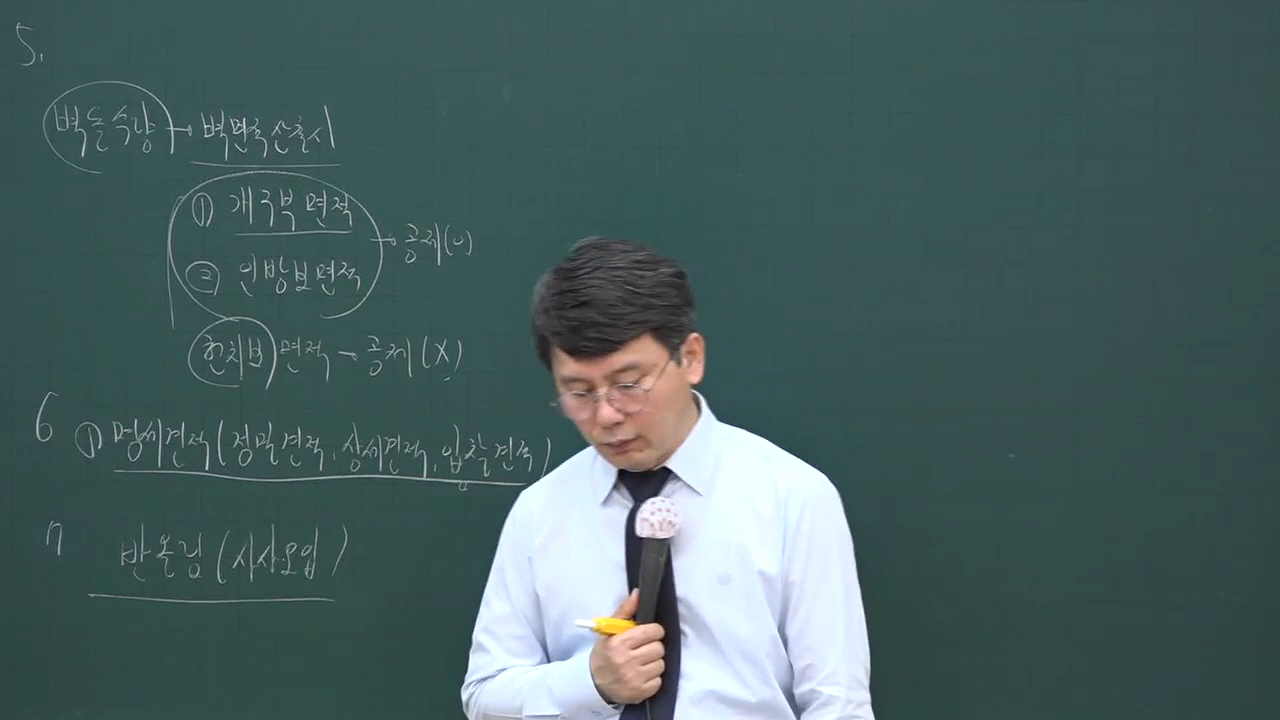 5.
벽돌수량 → 벽면적산출시
① 개구부 면적
② 인방보면적 → 공제(O)
헌치보 면적 → 공제(X)
6 ① 명세견적(정밀견적, 상세견적, 입찰견적)
7 반올림(사사오입)